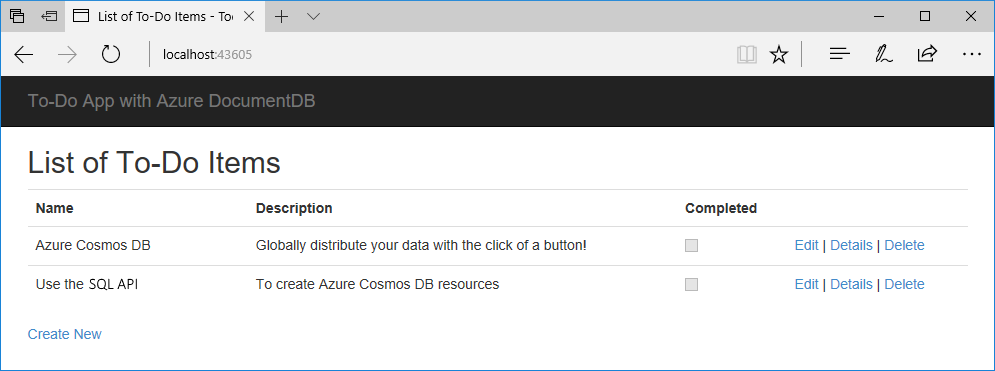 List of To-Do Items - Too
localhost:43605
To-Do App with Azure DocumentDB
List of To-Do Items
Name Description Completed
Azure Cosmos DB Globally distribute your data with the click of a button! Edit | Details | Delete
Use the SQL API To create Azure Cosmos DB resources Edit | Details | Delete
Create New